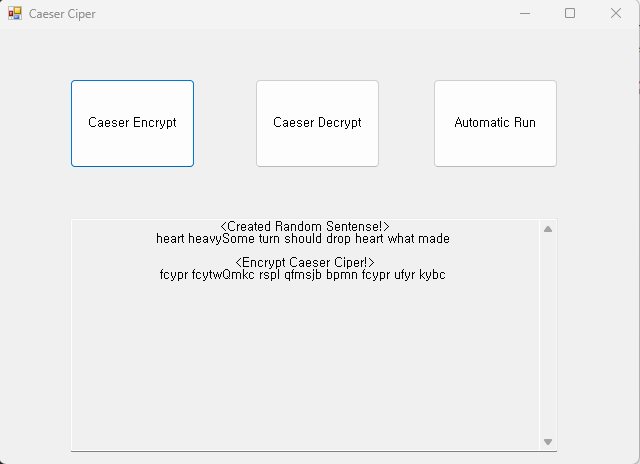 Caeser Ciper
Caeser Encrypt
Caeser Decrypt
Automatic Run
<Created Random Sentense!>
heart heavySome turn should drop heart what made
<Encrypt Caeser Ciper!>
fcypr fcytwQmkc rspl qfmsjb bpmn fcypr ufyr kybc